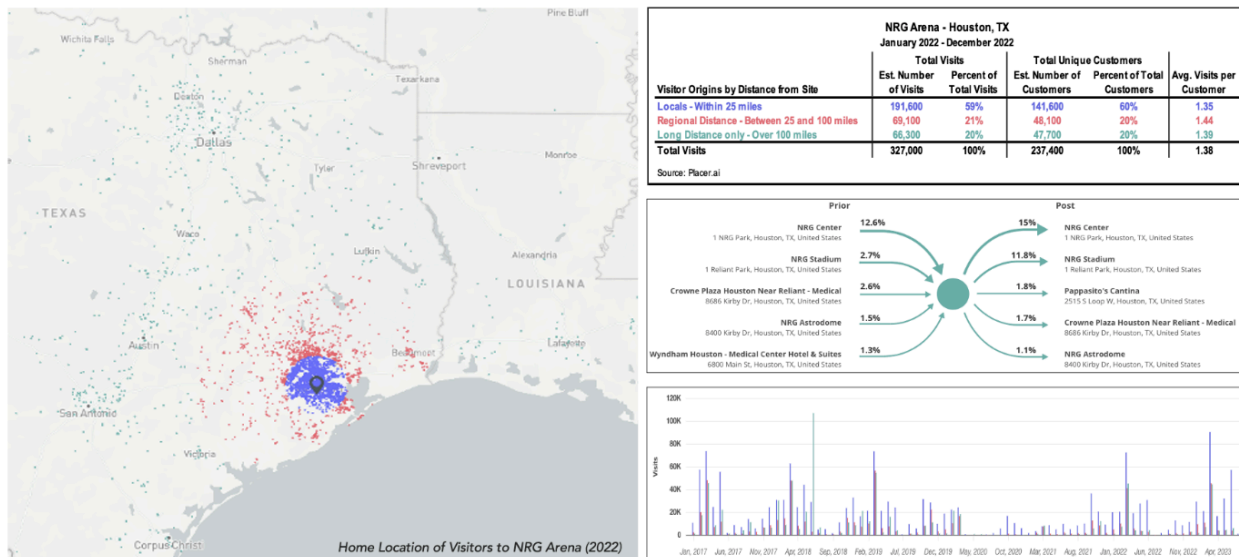 Pine Bluff
Wichita Falls
Sherman
Texarkana
Denton
Dallas
Tyler
Shreveport
Monroe
TEXAS
Waco
Lufkin
Alexandria
LOUISIANA
Austin
Beaumont
Lafayette
San Antonio
Victoria
Corpus Christi
Home Location of Visitors to NRG Arena (2022)
NRG Arena - Houston, TX
January 2022 - December 2022
Total Visits Total Unique Customers
Est. Number Percent of Est. Number of Percent of Total Avg. Visits per
Visitor Origins by Distance from Site of Visits Total Visits Customers Customers Customer
Locals - Within 25 miles 191,600 59% 141,600 60% 1.35
Regional Distance - Between 25 and 100 miles 69,100 21% 48,100 20% 1.44
Long Distance only - Over 100 miles 66,300 20% 47,700 20% 1.39
Total Visits 327,000 100% 237,400 100% 1.38
Source: Placer.ai
Prior Post
12.6% 15%
NRG Center NRG Center
1 NRG Park, Houston, TX, United States 1 NRG Park, Houston, TX, United States
NRG Stadium 2.7% 11.8% NRG Stadium
1 Reliant Park, Houston, TX, United States 1 Reliant Park, Houston, TX, United States
Crowne Plaza Houston Near Reliant - Medical 2.6% 1.8% Pappasito's Cantina
8686 Kirby Dr, Houston, TX, United States 2515 S Loop W, Houston, TX, United States
NRG Astrodome 1.5% 1.7% Crowne Plaza Houston Near Reliant - Medical
8400 Kirby Dr, Houston, TX, United States 8686 Kirby Dr, Houston, TX, United States
Wyndham Houston - Medical Center Hotel & Suites 1.3% 1.1% NRG Astrodome
6800 Main St, Houston, TX, United States 8400 Kirby Dr, Houston, TX, United States
120K
100K
80K
60K
40K
20K
0
Visits
Jan, 2017 Jun, 2017 Nov, 2017 Apr, 2018 Sep, 2018 Feb, 2019 Jul, 2019 Dec, 2019 May, 2020 Oct, 2020 Mar, 2021 Aug, 2021 Jan, 2022 Jun, 2022 Nov, 2022 Apr, 2023